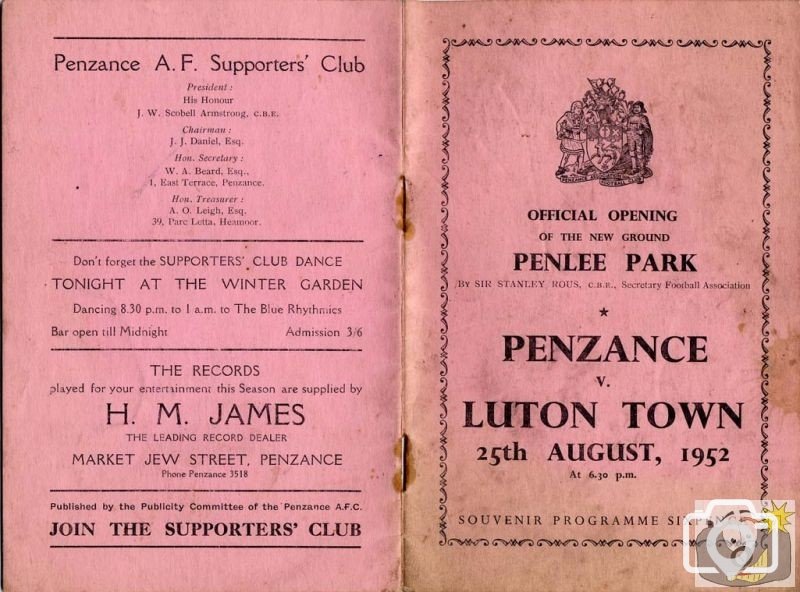 Penzance A.F. Supporters' Club
President :
His Honour
J. W. Scobell Armstrong, C.B.E.
Chairman :
J. J. Daniel, Esq.
Hon. Secretary :
W. A. Beard, Esq.,
1, East Terrace, Penzance.
Hon. Treasurer :
A. O. Leigh, Esq.
39, Parc Letta, Heamoor.
Don't forget the SUPPORTERS' CLUB DANCE
TONIGHT AT THE WINTER GARDEN
Dancing 8.30 p.m. to 1 a.m. to The Blue Rhythmics
Bar open till Midnight Admission 3/6
THE RECORDS
played for your entertainment this Season are supplied by
H. M. JAMES
THE LEADING RECORD DEALER
MARKET JEW STREET, PENZANCE
Phone Penzance 3518
Published by the Publicity Committee of the Penzance A.F.C.
JOIN THE SUPPORTERS' CLUB
OFFICIAL OPENING
OF THE NEW GROUND
PENLEE PARK
BY SIR STANLEY ROUS, C.B.E., Secretary Football Association
PENZANCE
V.
LUTON TOWN
25th AUGUST, 1952
At 6.30 p.m.
SOUVENIR PROGRAMME